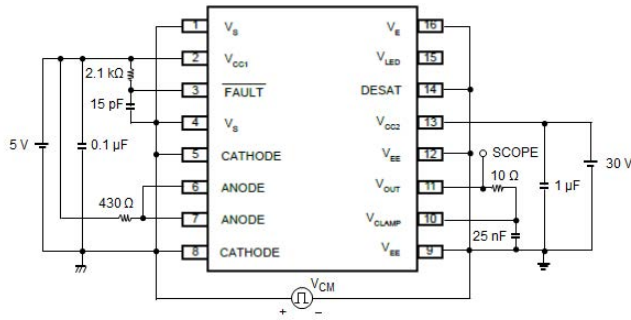 1 V_S V_E 16
2 V_CC1 V_LED 15
2.1 kΩ
3 FAULT DESAT 14
15 pF
4 V_S V_CC2 13
5 V 0.1 µF
5 CATHODE V_EE 12
SCOPE
30 V
6 ANODE V_OUT 11
10 Ω
1 µF
430 Ω
7 ANODE V_CLAMP 10
25 nF
8 CATHODE V_EE 9
V_CM
+ −